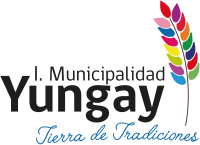 I. Municipalidad
Yungay
Tierra de Tradiciones